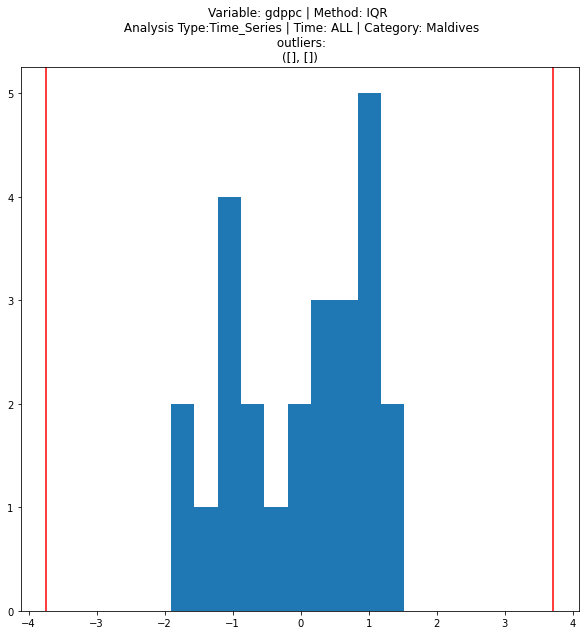 Variable: gdppc | Method: IQR
Analysis Type:Time_Series | Time: ALL | Category: Maldives
outliers:
([], [])
5
4
3
2
1
0
−4 −3 −2 −1 0 1 2 3 4